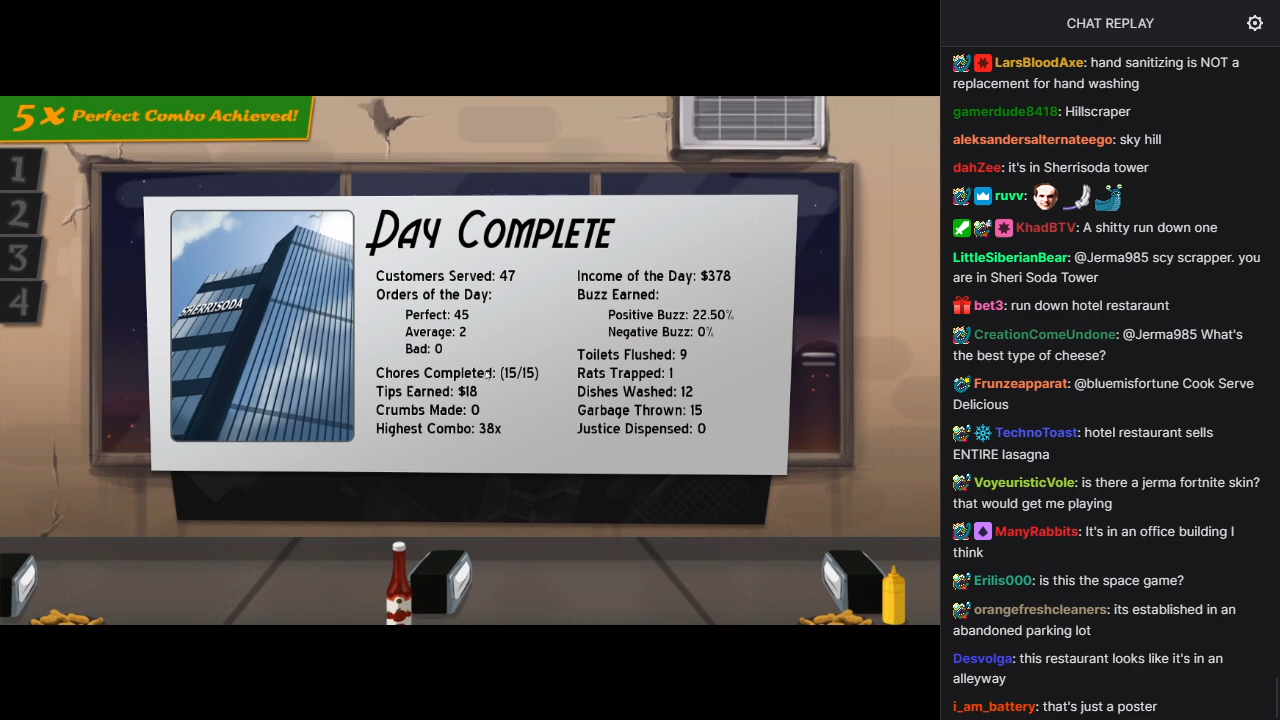 5x Perfect Combo Achieved!
1
2
3
4
SHERRISODA
Day Complete
Customers Served: 47
Orders of the Day:
Perfect: 45
Average: 2
Bad: 0
Chores Completed: (15/15)
Tips Earned: $18
Crumbs Made: 0
Highest Combo: 38x
Income of the Day: $378
Buzz Earned:
Positive Buzz: 22.50%
Negative Buzz: 0%
Toilets Flushed: 9
Rats Trapped: 1
Dishes Washed: 12
Garbage Thrown: 15
Justice Dispensed: 0
CHAT REPLAY
LarsBloodAxe: hand sanitizing is NOT a
replacement for hand washing
gamerdude8418: Hillscraper
aleksandersalternateego: sky hill
dahZee: it's in Sherrisoda tower
ruvv:
KhadBTV: A shitty run down one
LittleSiberianBear: @Jerma985 scy scrapper. you
are in Sheri Soda Tower
bet3: run down hotel restaraunt
CreationComeUndone: @Jerma985 What's
the best type of cheese?
Frunzeapparat: @bluemisfortune Cook Serve
Delicious
TechnoToast: hotel restaurant sells
ENTIRE lasagna
VoyeuristicVole: is there a jerma fortnite skin?
that would get me playing
ManyRabbits: It's in an office building I
think
Erilis000: is this the space game?
orangefreshcleaners: its established in an
abandoned parking lot
Desvolga: this restaurant looks like it's in an
alleyway
i_am_battery: that's just a poster